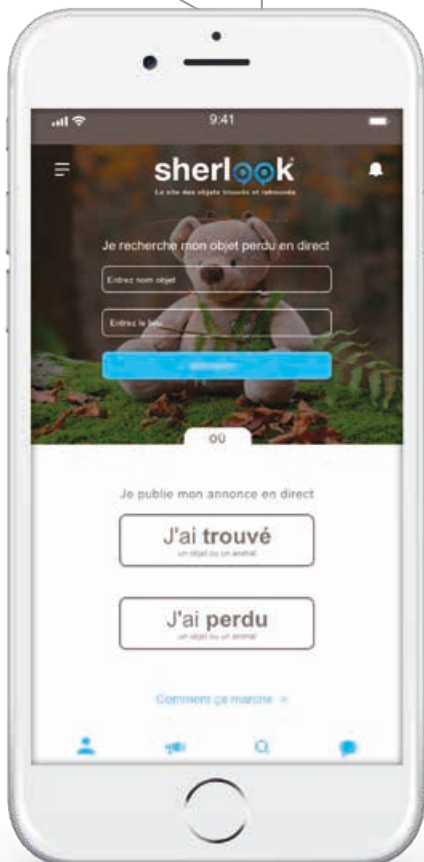 9:41
sherlook
Le site des objets trouvés et retrouvés
Je recherche mon objet perdu en direct
Entrez nom objet
Entrez le lieu
OÙ
Je publie mon annonce en direct
J'ai trouvé
un objet ou un animal
J'ai perdu
un objet ou un animal
Comment ça marche